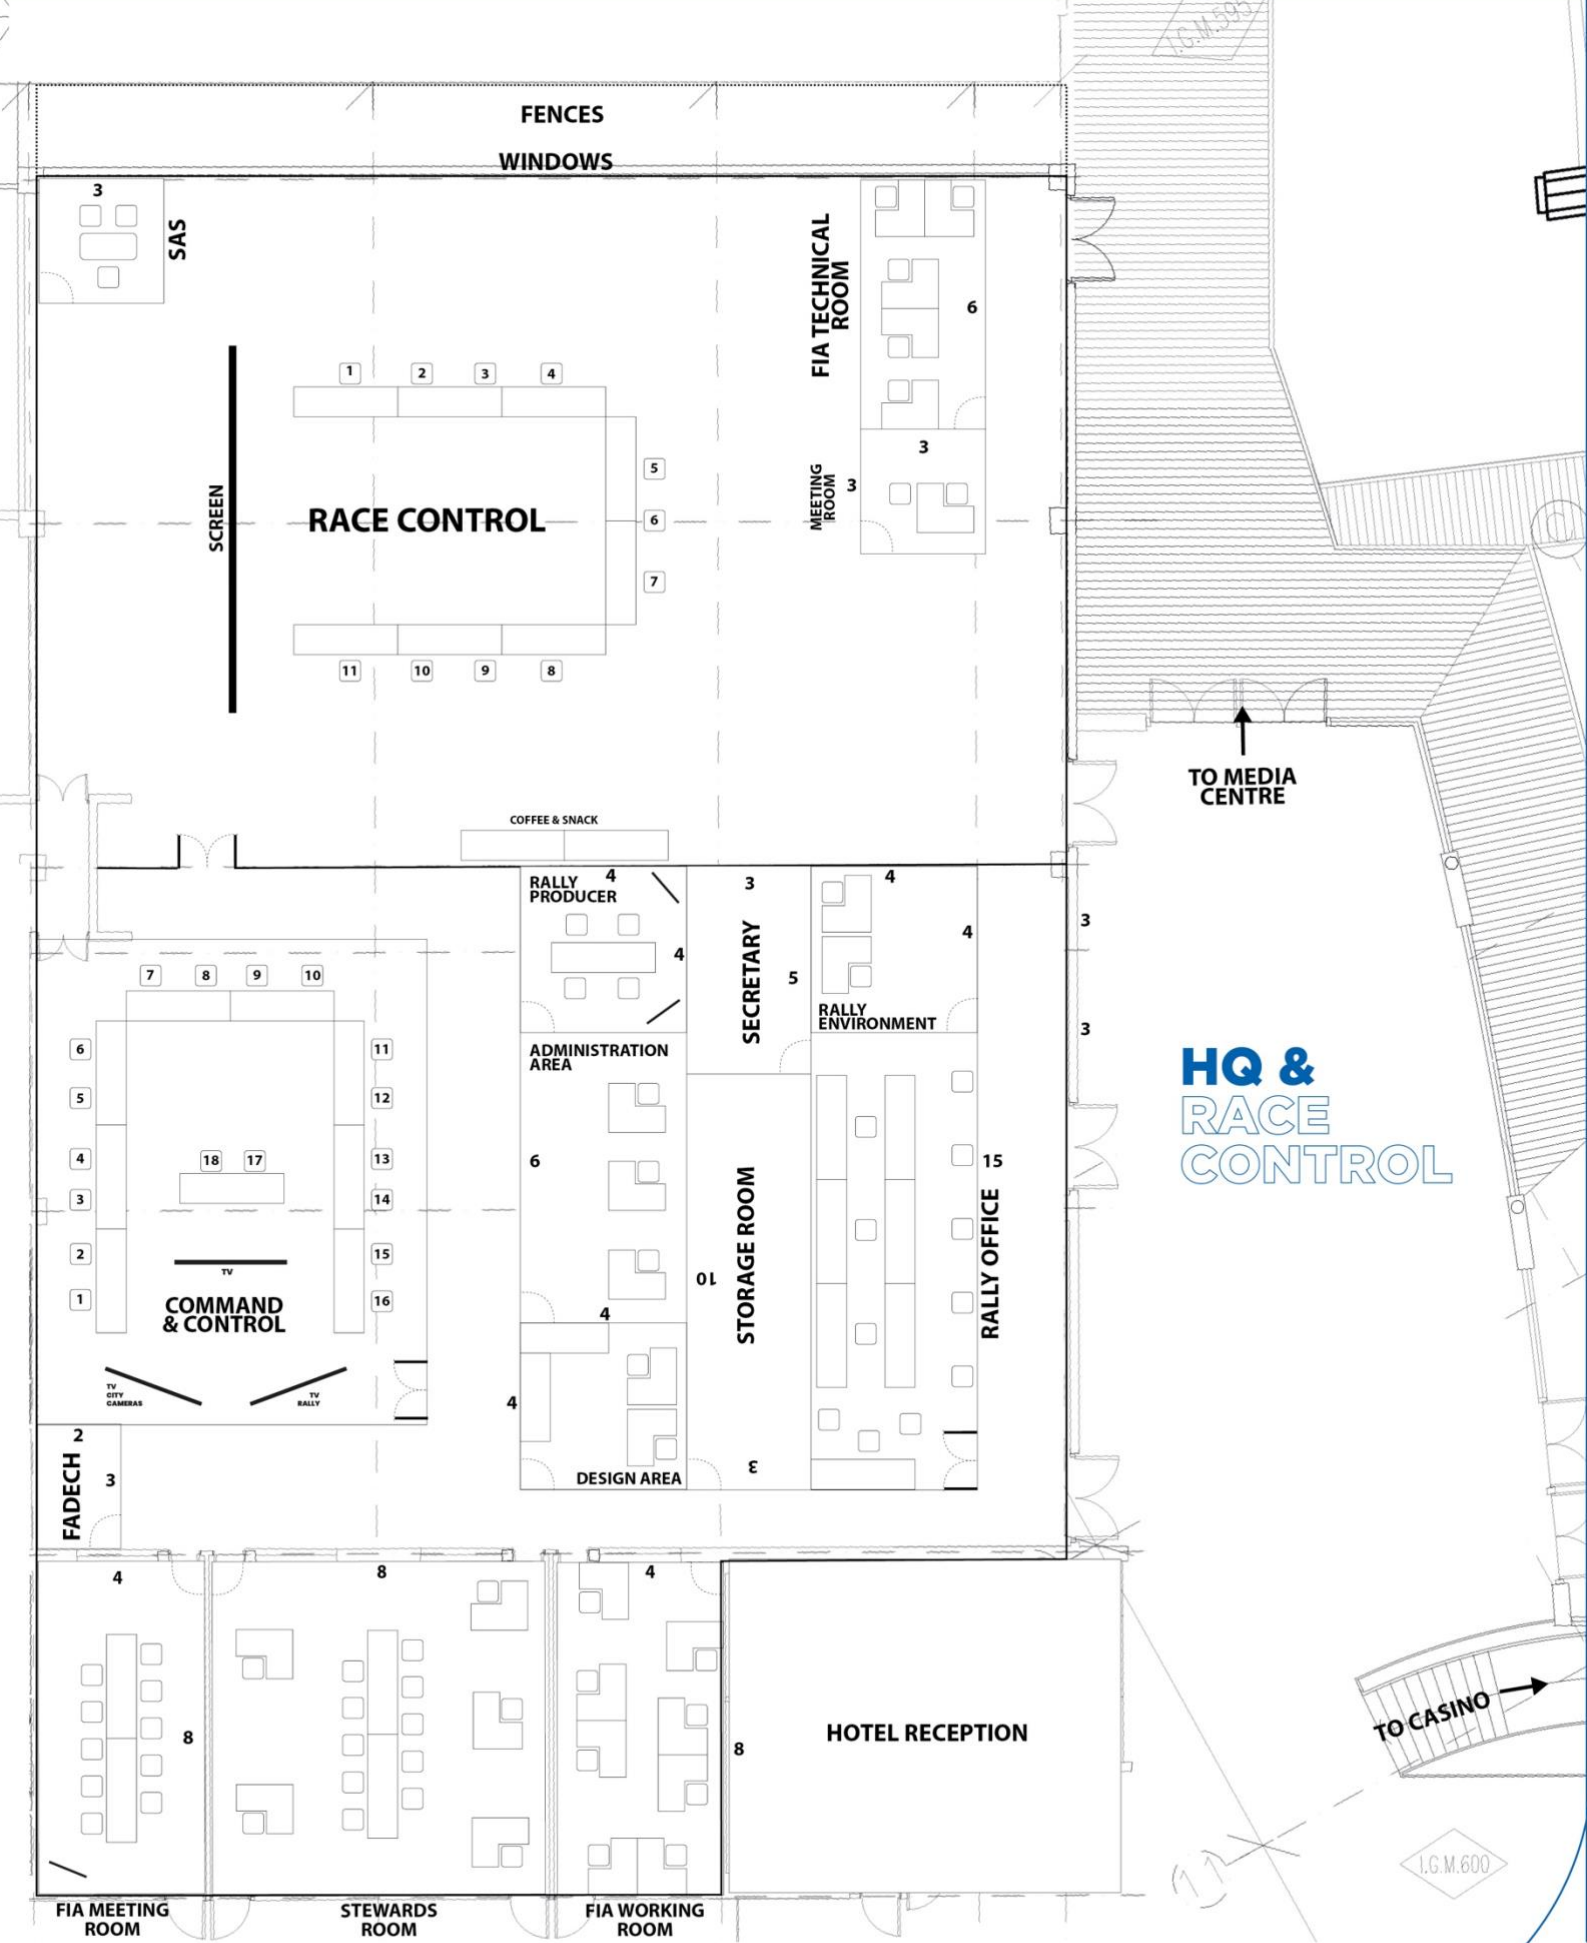 I.G.M.595
FENCES
WINDOWS
3
SAS
FIA TECHNICAL
ROOM
6
1
2
3
4
5
6
7
8
9
10
11
SCREEN
RACE CONTROL
MEETING
ROOM
3
3
TO MEDIA
CENTRE
COFFEE & SNACK
RALLY
PRODUCER
4
4
3
SECRETARY
5
4
4
RALLY
ENVIRONMENT
3
3
HQ &
RACE
CONTROL
7
8
9
10
6
5
4
3
2
1
11
12
13
14
15
16
18
17
TV
COMMAND
& CONTROL
TV
CITY
CAMERAS
TV
RALLY
ADMINISTRATION
AREA
6
4
4
DESIGN AREA
10
STORAGE ROOM
3
15
RALLY OFFICE
2
FADECH
3
4
8
8
4
8
HOTEL RECEPTION
TO CASINO
11
I.G.M.600
FIA MEETING
ROOM
STEWARDS
ROOM
FIA WORKING
ROOM